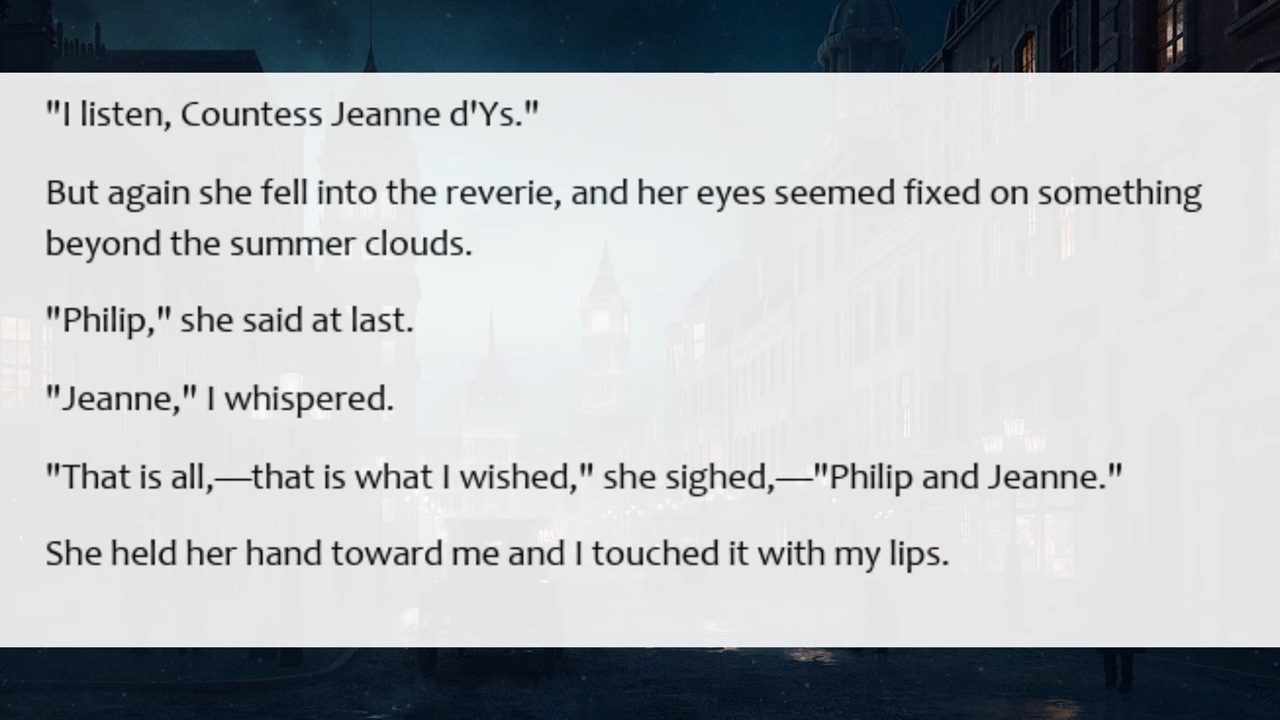 "I listen, Countess Jeanne d'Ys."
But again she fell into the reverie, and her eyes seemed fixed on something
beyond the summer clouds.
"Philip," she said at last.
"Jeanne," I whispered.
"That is all,—that is what I wished," she sighed,—"Philip and Jeanne."
She held her hand toward me and I touched it with my lips.